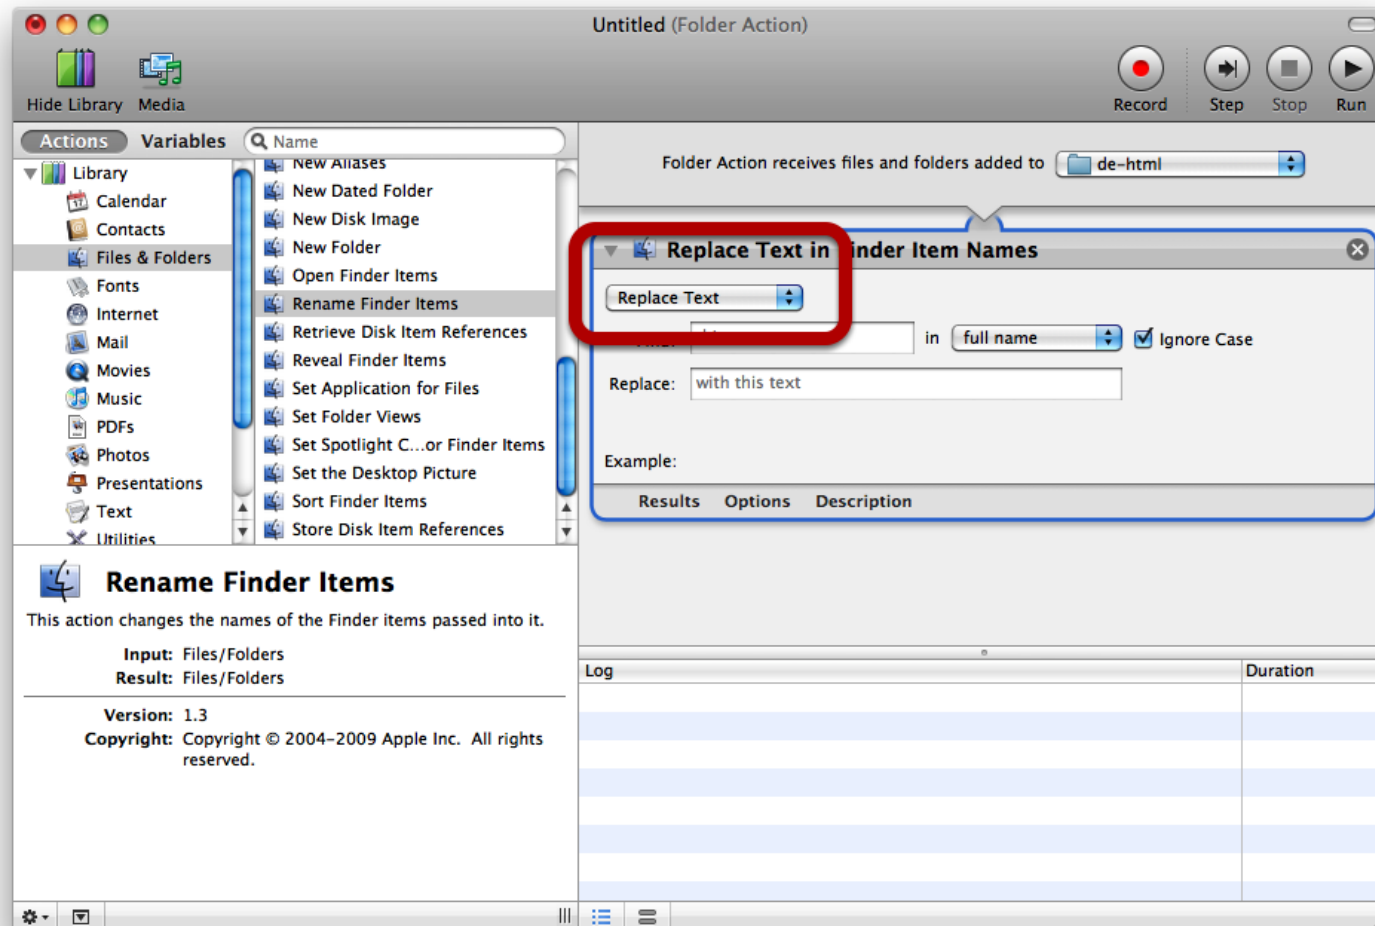 Untitled (Folder Action)
Hide Library
Media
Record
Step
Stop
Run
Actions
Variables
Name
Library
Calendar
Contacts
Files & Folders
Fonts
Internet
Mail
Movies
Music
PDFs
Photos
Presentations
Text
Utilities
New Aliases
New Dated Folder
New Disk Image
New Folder
Open Finder Items
Rename Finder Items
Retrieve Disk Item References
Reveal Finder Items
Set Application for Files
Set Folder Views
Set Spotlight C...or Finder Items
Set the Desktop Picture
Sort Finder Items
Store Disk Item References
Folder Action receives files and folders added to de-html
Replace Text in Finder Item Names
Replace Text
in full name Ignore Case
Replace: with this text
Example:
Results Options Description
Rename Finder Items
This action changes the names of the Finder items passed into it.
Input: Files/Folders
Result: Files/Folders
Version: 1.3
Copyright: Copyright © 2004-2009 Apple Inc. All rights
reserved.
Log
Duration